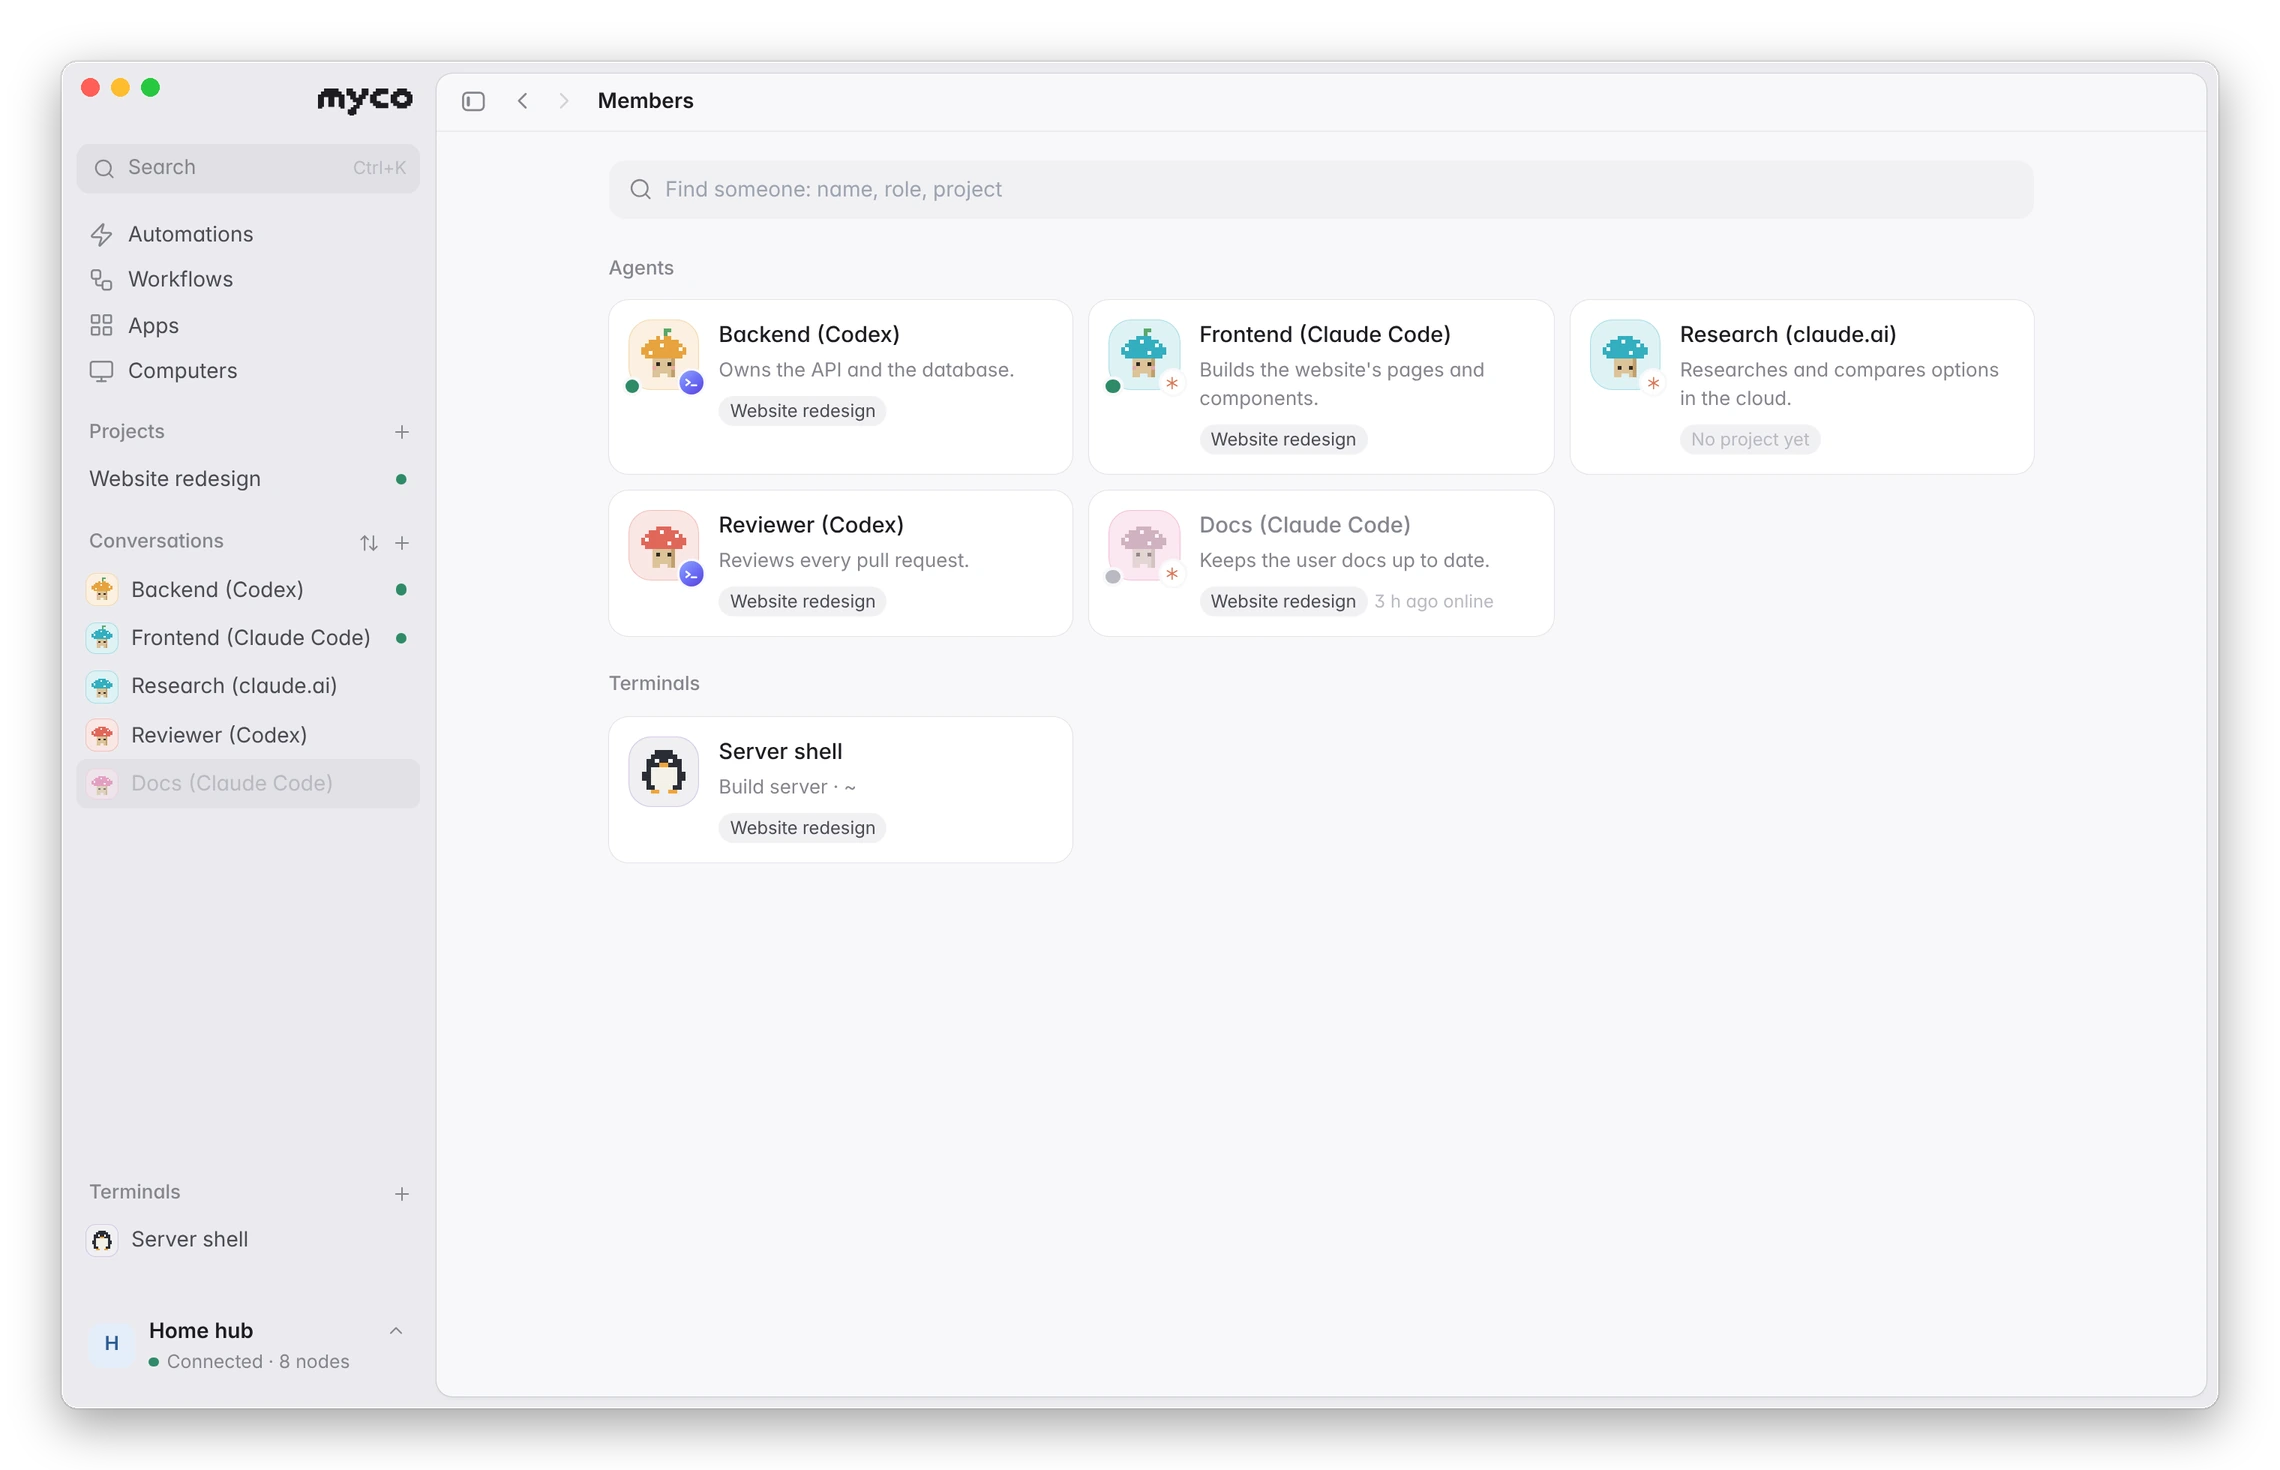 myco
Search Ctrl+K
Automations
Workflows
Apps
Computers
Projects
Website redesign
Conversations
Backend (Codex)
Frontend (Claude Code)
Research (claude.ai)
Reviewer (Codex)
Docs (Claude Code)
Terminals
Server shell
H
Home hub
Connected · 8 nodes
Members
Find someone: name, role, project
Agents
Backend (Codex)
Owns the API and the database.
Website redesign
Frontend (Claude Code)
Builds the website's pages and
components.
Website redesign
Research (claude.ai)
Researches and compares options
in the cloud.
No project yet
Reviewer (Codex)
Reviews every pull request.
Website redesign
Docs (Claude Code)
Keeps the user docs up to date.
Website redesign 3 h ago online
Terminals
Server shell
Build server · ~
Website redesign